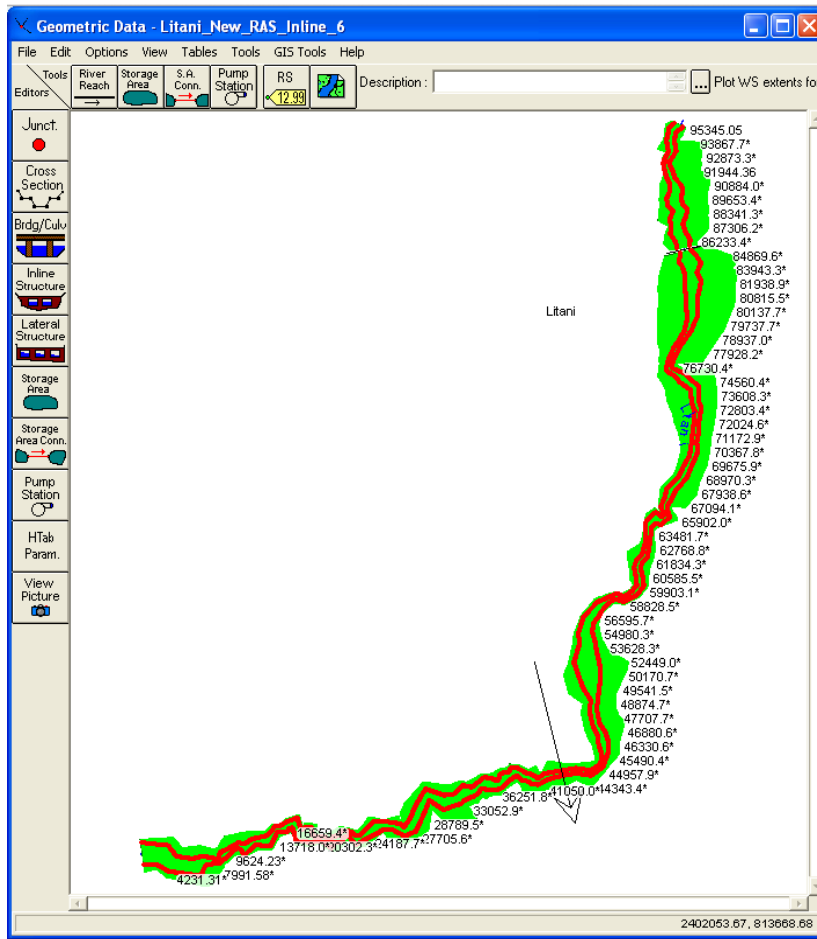 Geometric Data - Litani_New_RAS_Inline_6
File Edit Options View Tables Tools GIS Tools Help
Tools
Editors
River
Reach
Storage
Area
S.A.
Conn.
Pump
Station
RS
12.99
Description :
...
Plot WS extents fo
Junct.
Cross
Section
Brdg/Culv
Inline
Structure
Lateral
Structure
Storage
Area
Storage
Area Conn.
Pump
Station
HTab
Param.
View
Picture
95345.05
93867.7*
92873.3*
91944.36
90884.0*
89653.4*
88341.3*
87306.2*
86233.4*
84869.6*
83943.3*
81938.9*
80815.5*
Litani
80137.7*
79737.7*
78937.0*
77928.2*
76730.4*
74560.4*
73608.3*
72803.4*
Litani
72024.6*
71172.9*
70367.8*
69675.9*
68970.3*
67938.6*
67094.1*
65902.0*
63481.7*
62768.8*
61834.3*
60585.5*
59903.1*
58828.5*
56595.7*
54980.3*
53628.3*
52449.0*
50170.7*
49541.5*
48874.7*
47707.7*
46880.6*
46330.6*
45490.4*
44957.9*
14343.4*
41050.0*
36251.8*
33052.9*
28789.5*
27705.6*
24187.7*
20302.3*
16659.4*
13718.0*
9624.23*
7991.58*
4231.31*
2402053.67, 813668.68